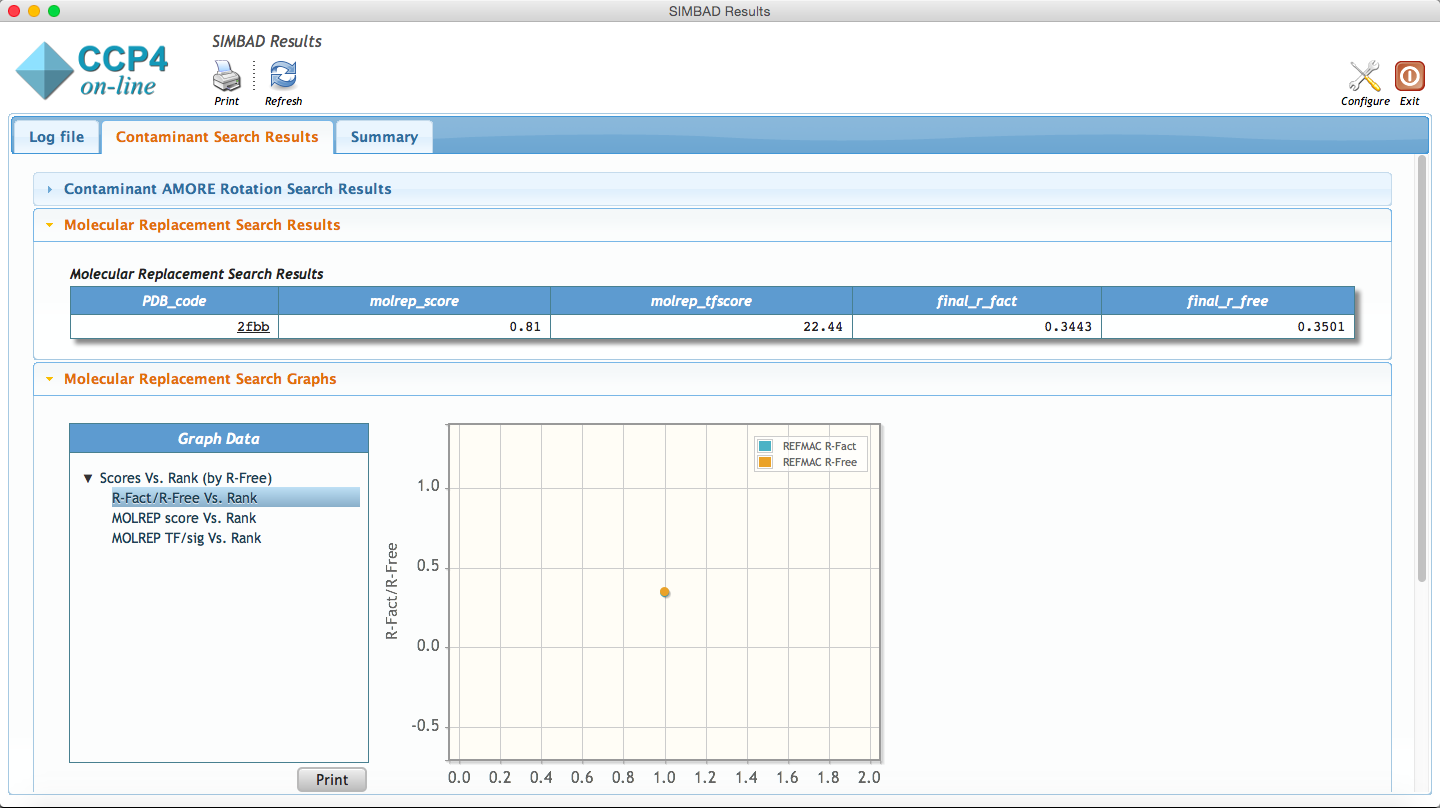 SIMBAD Results
CCP4
on-line
SIMBAD Results
Print
Refresh
Configure
Exit
Log file
Contaminant Search Results
Summary
Contaminant AMORE Rotation Search Results
Molecular Replacement Search Results
Molecular Replacement Search Results
PDB_code molrep_score molrep_tfscore final_r_fact final_r_free
2fbb 0.81 22.44 0.3443 0.3501
Molecular Replacement Search Graphs
Graph Data
▼ Scores Vs. Rank (by R-Free)
R-Fact/R-Free Vs. Rank
MOLREP score Vs. Rank
MOLREP TF/sig Vs. Rank
Print
REFMAC R-Fact
REFMAC R-Free
R-Fact/R-Free
1.0
0.5
0.0
-0.5
0.0 0.2 0.4 0.6 0.8 1.0 1.2 1.4 1.6 1.8 2.0